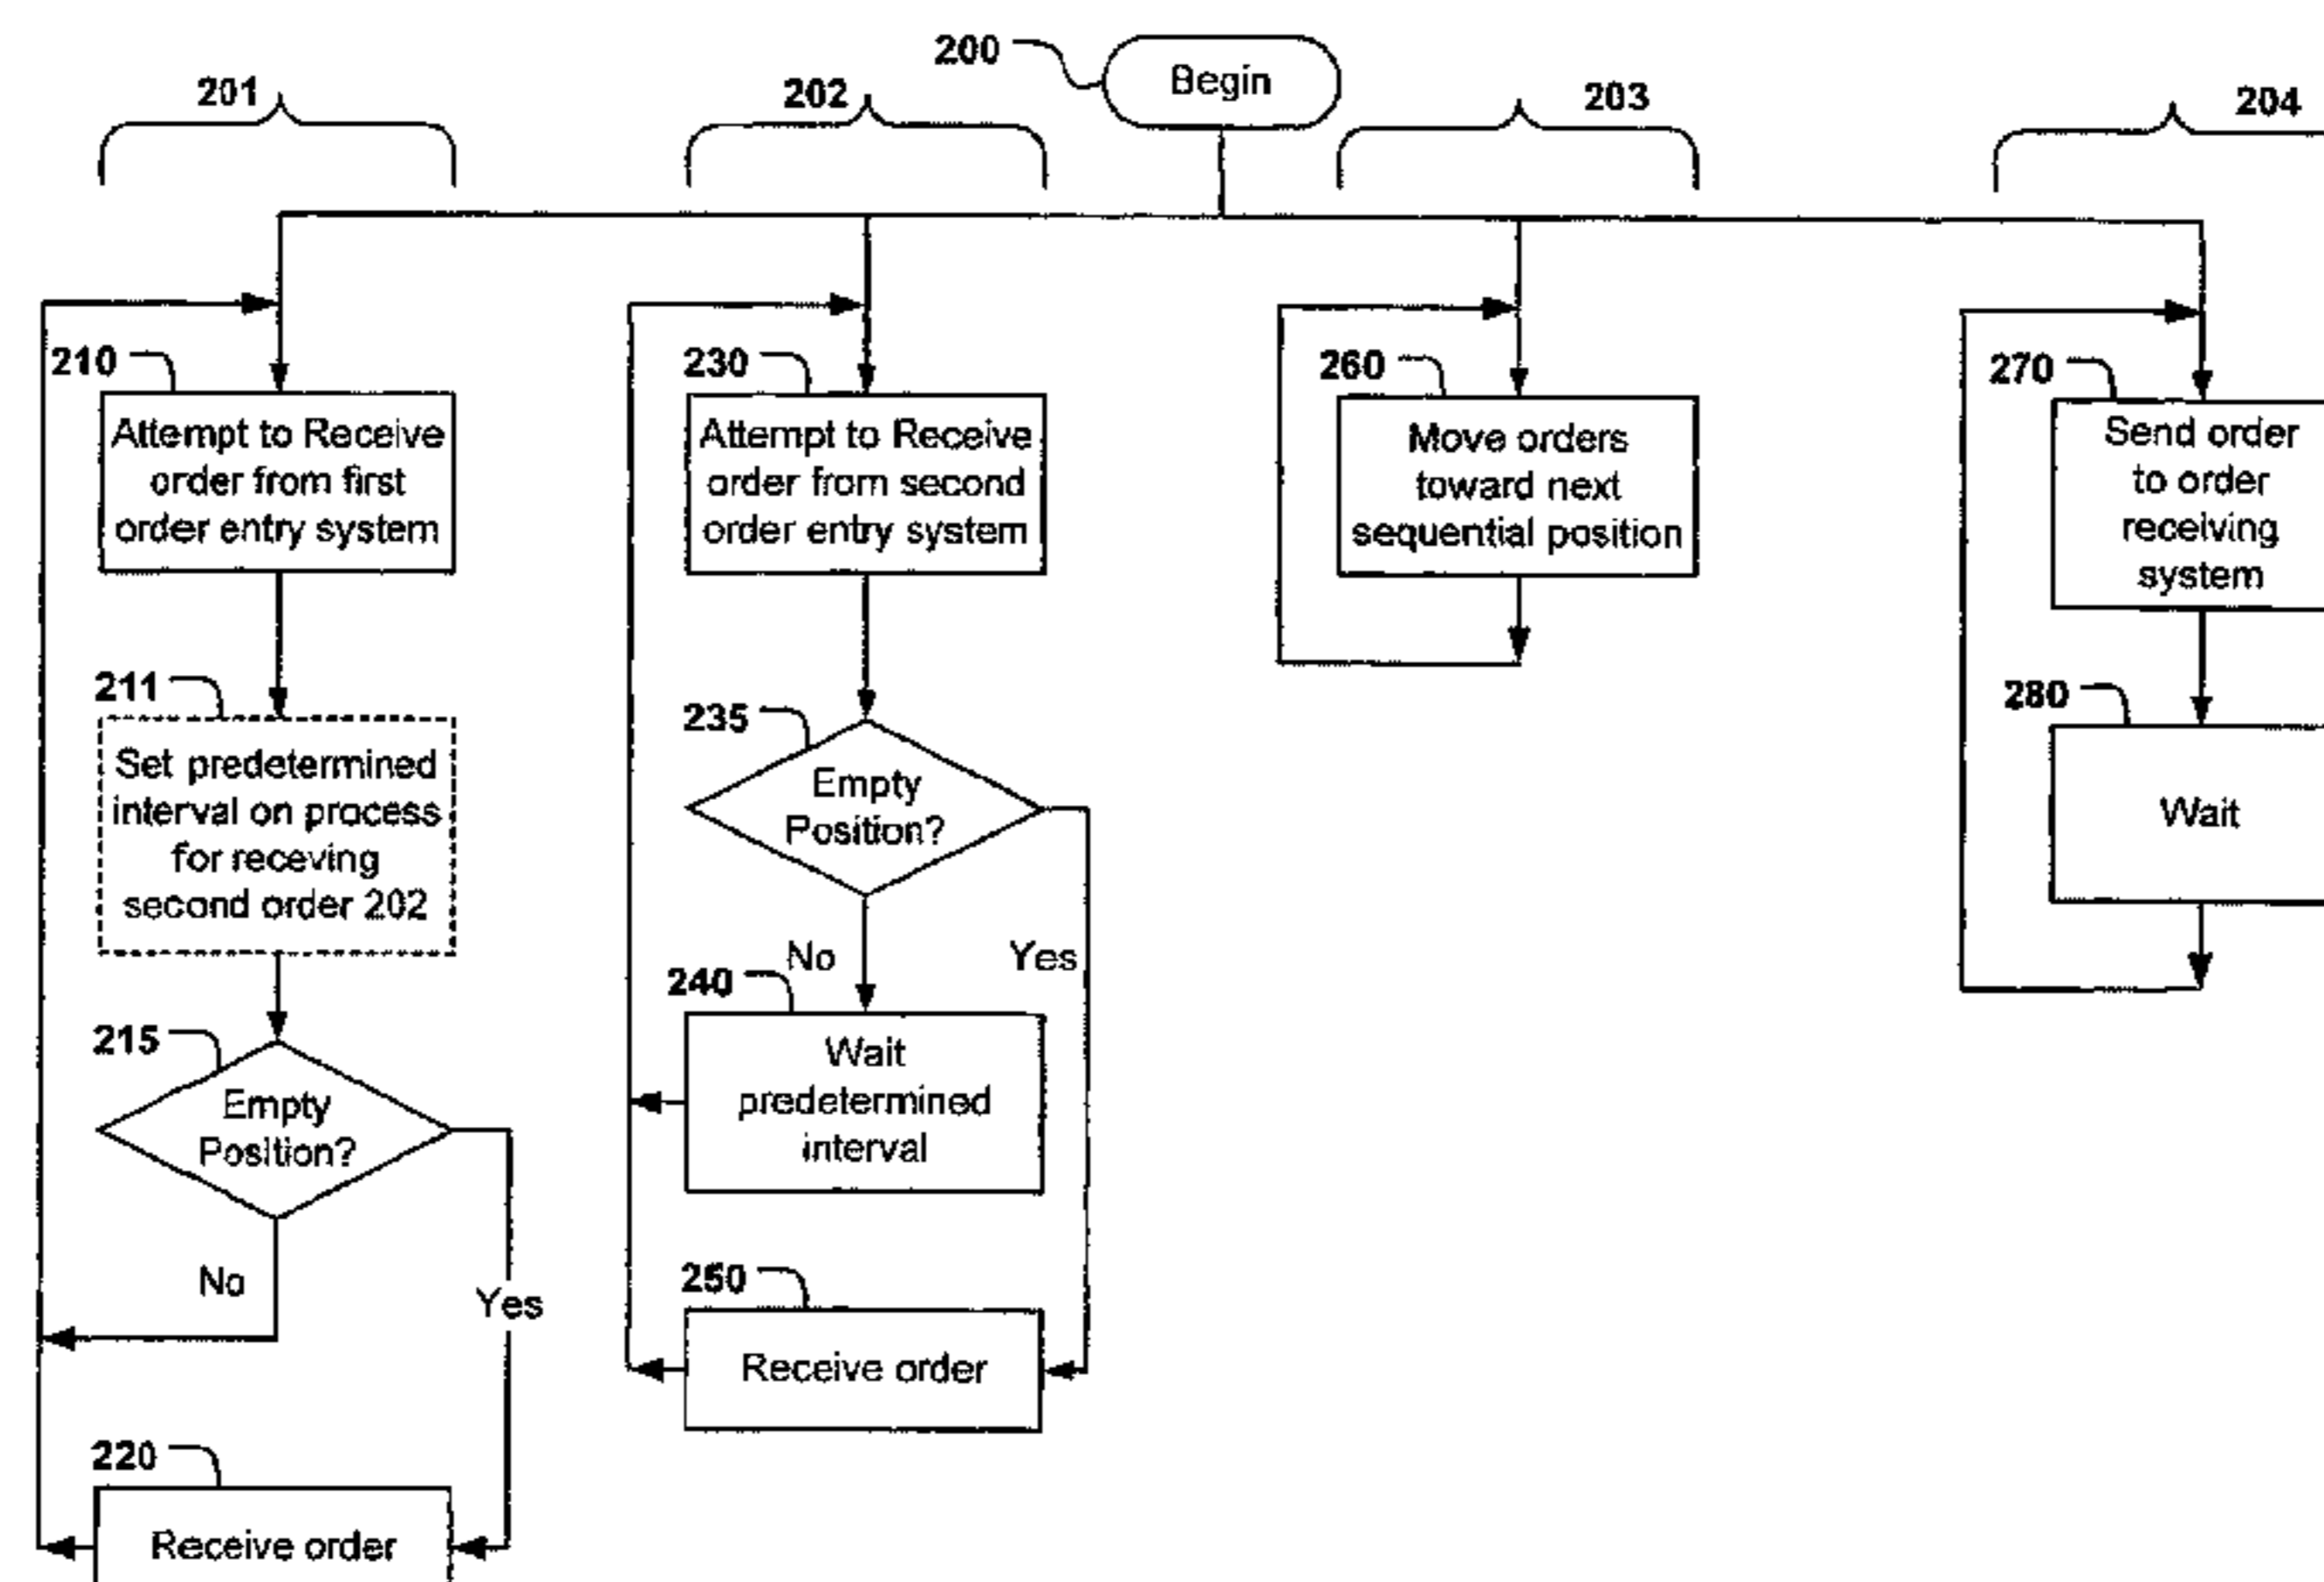 200
Begin
201
202
203
204
210
Attempt to Receive
order from first
order entry system
211
Set predetermined
interval on process
for receving
second order 202
215
Empty
Position?
No
Yes
220
Receive order
230
Attempt to Receive
order from second
order entry system
235
Empty
Position?
No
Yes
240
Wait
predetermined
interval
250
Receive order
260
Move orders
toward next
sequential position
270
Send order
to order
receiving
system
280
Wait